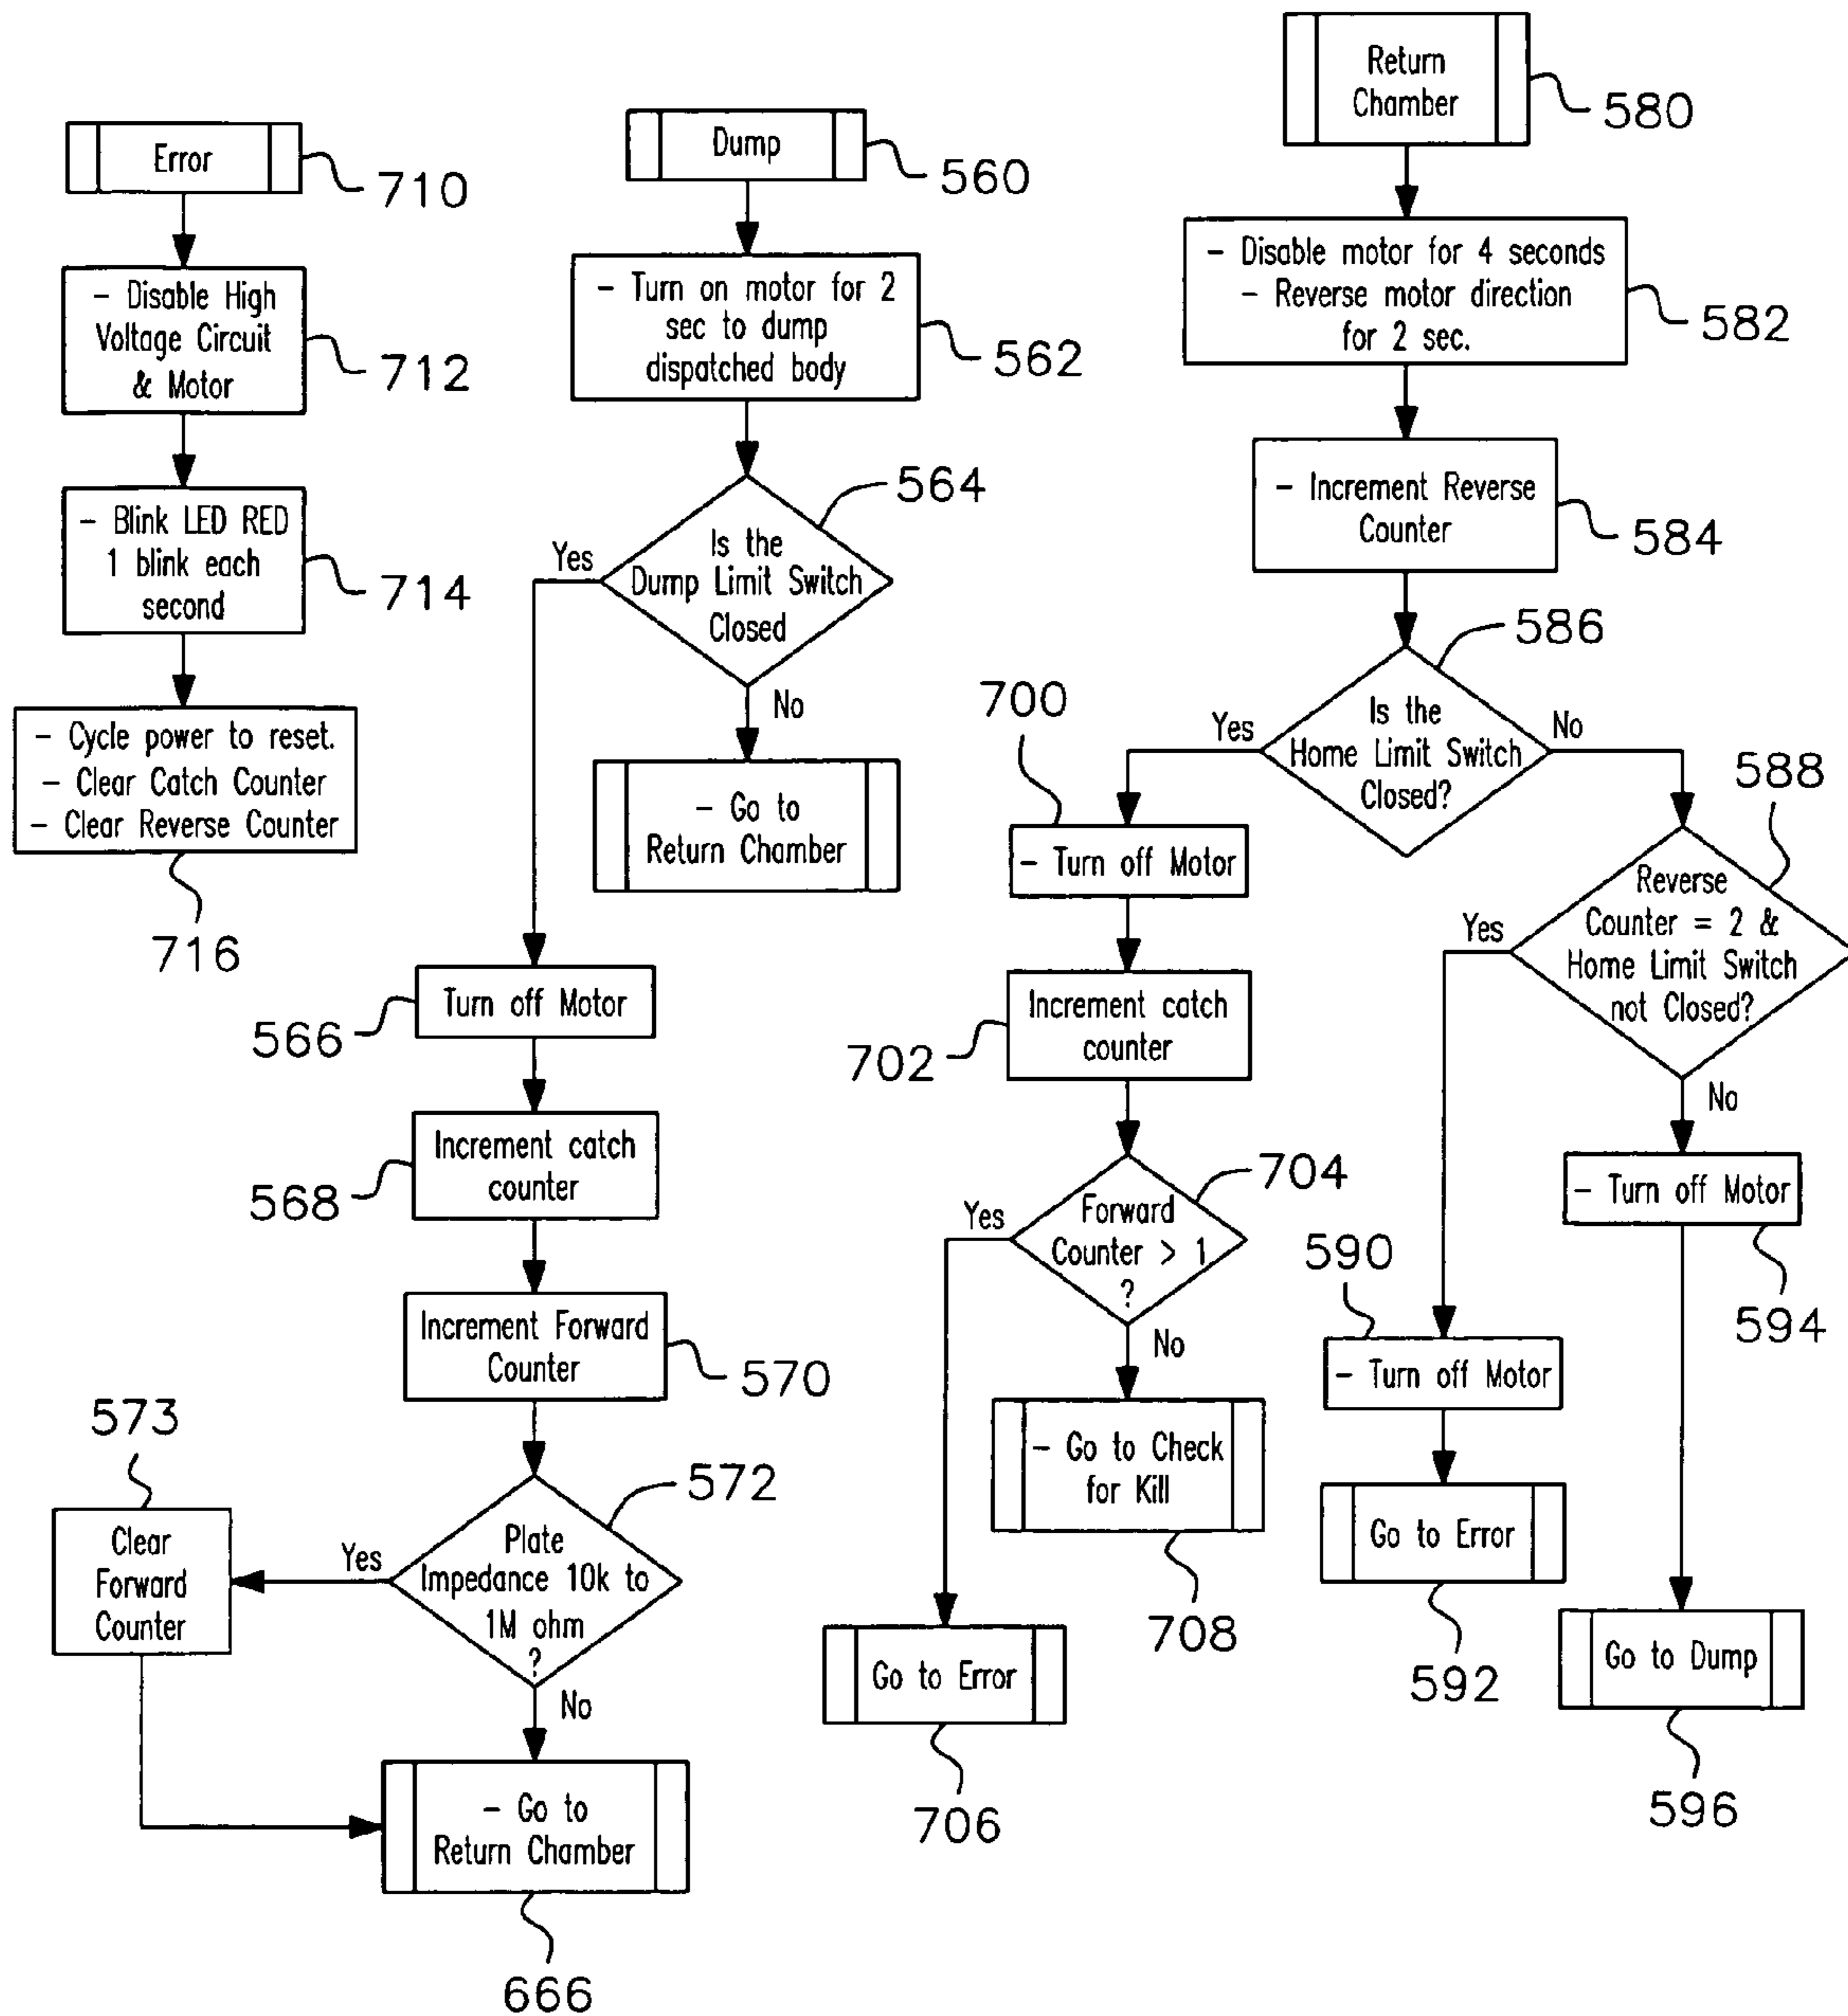 Error
710
- Disable High
Voltage Circuit
& Motor
712
- Blink LED RED
1 blink each
second
714
- Cycle power to reset.
- Clear Catch Counter
- Clear Reverse Counter
716
Dump
560
- Turn on motor for 2
sec to dump
dispatched body
562
564
Is the
Dump Limit Switch
Closed
Yes
No
- Go to
Return Chamber
Turn off Motor
566
Increment catch
counter
568
Increment Forward
Counter
570
572
Plate
Impedance 10k to
1M ohm
?
Yes
No
573
Clear
Forward
Counter
- Go to
Return Chamber
666
Return
Chamber
580
- Disable motor for 4 seconds
- Reverse motor direction
for 2 sec.
582
- Increment Reverse
Counter
584
586
Is the
Home Limit Switch
Closed?
Yes
No
700
- Turn off Motor
Increment catch
counter
702
704
Forward
Counter > 1
?
Yes
No
Go to Error
706
- Go to Check
for Kill
708
588
Reverse
Counter = 2 &
Home Limit Switch
not Closed?
Yes
No
590
- Turn off Motor
Go to Error
592
- Turn off Motor
594
Go to Dump
596